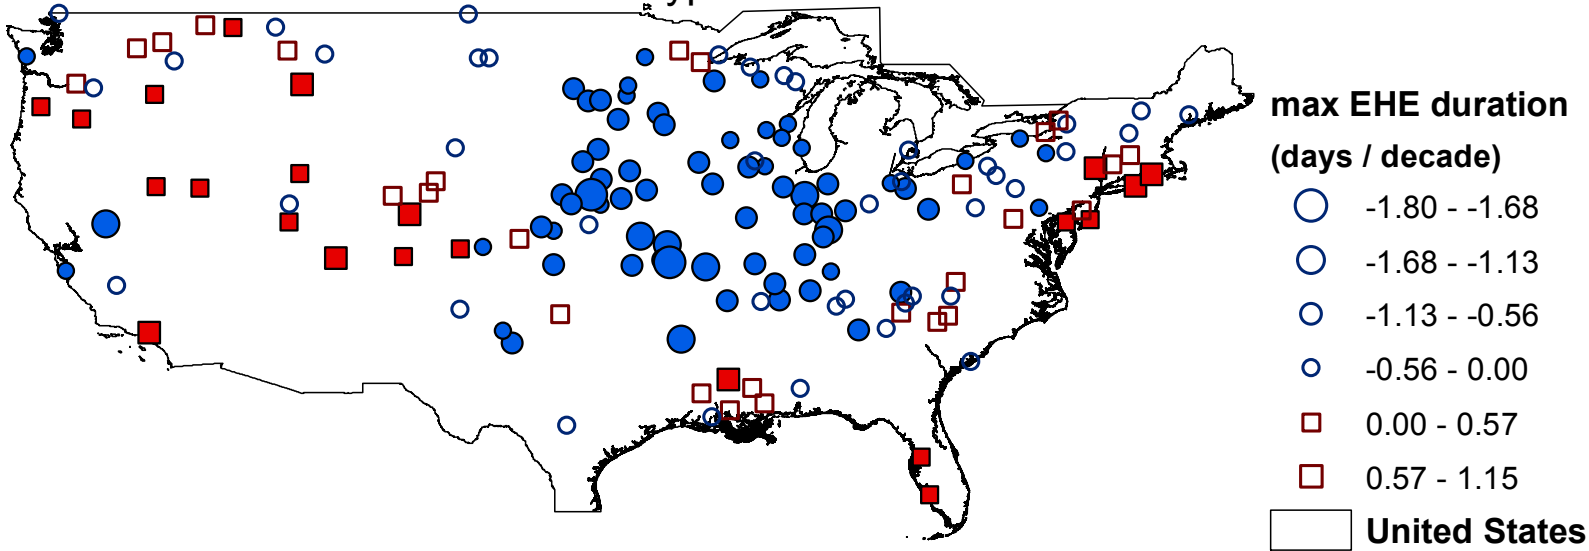 max EHE duration
(days / decade)
-1.80 - -1.68
-1.68 - -1.13
-1.13 - -0.56
-0.56 - 0.00
0.00 - 0.57
0.57 - 1.15
United States